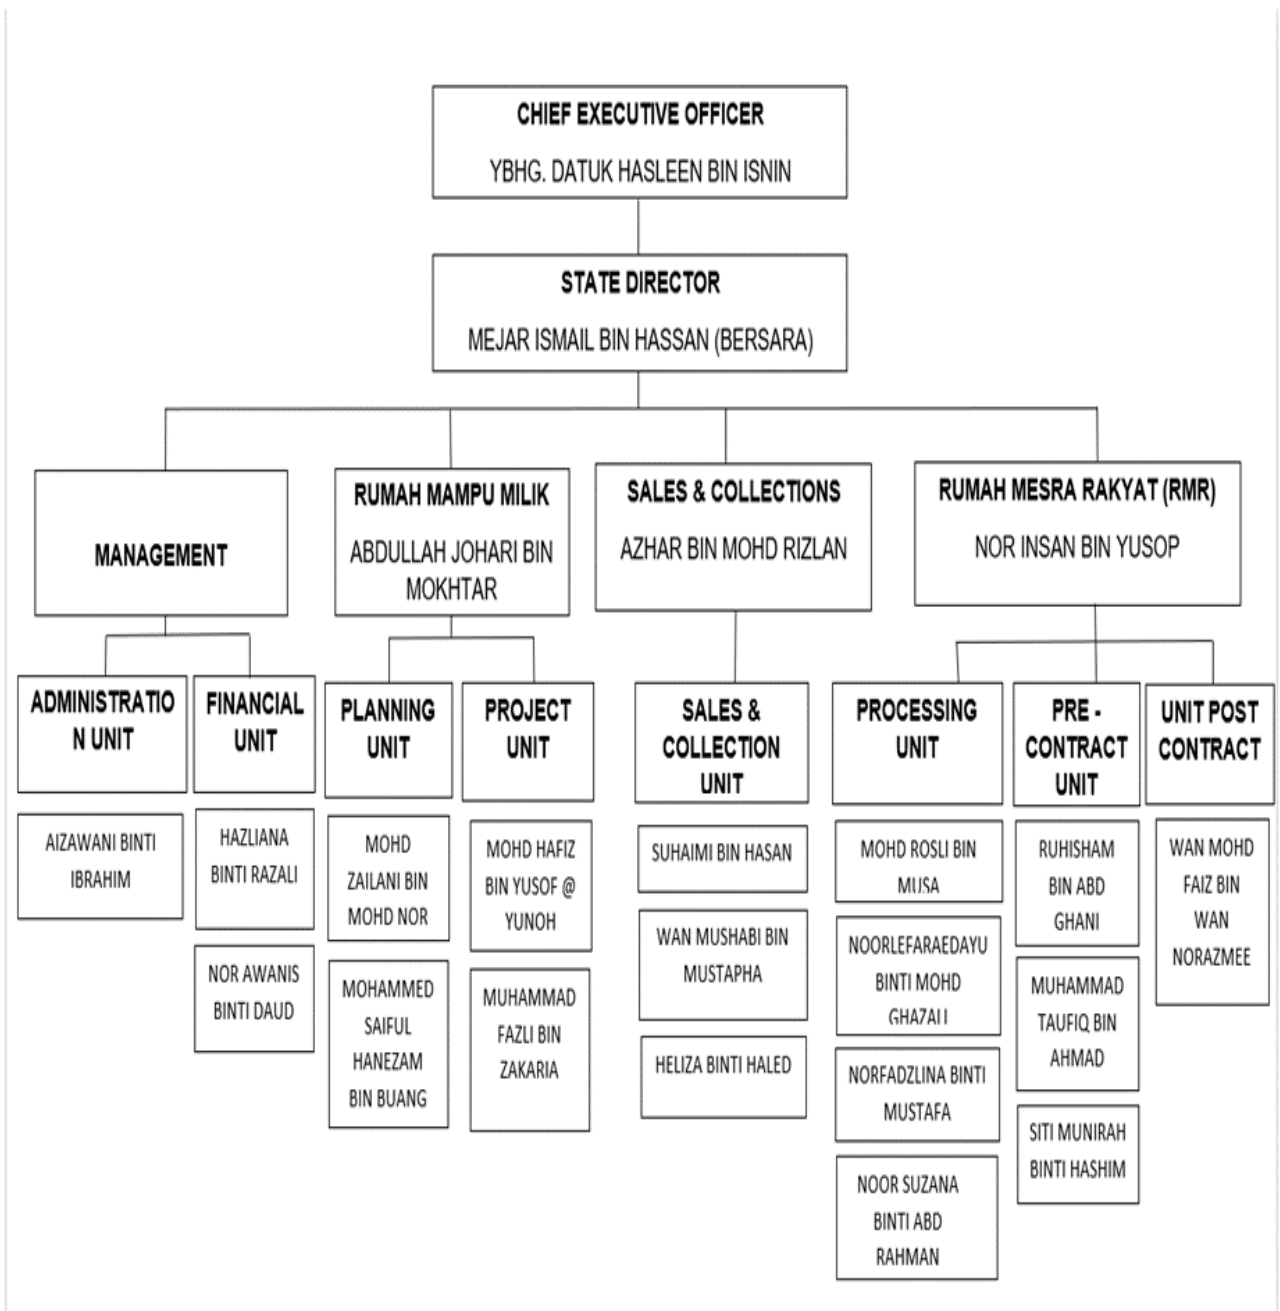 CHIEF EXECUTIVE OFFICER
YBHG. DATUK HASLEEN BIN ISNIN
STATE DIRECTOR
MEJAR ISMAIL BIN HASSAN (BERSARA)
MANAGEMENT
RUMAH MAMPU MILIK
ABDULLAH JOHARI BIN
MOKHTAR
SALES & COLLECTIONS
AZHAR BIN MOHD RIZLAN
RUMAH MESRA RAKYAT (RMR)
NOR INSAN BIN YUSOP
ADMINISTRATIO
N UNIT
FINANCIAL
UNIT
PLANNING
UNIT
PROJECT
UNIT
SALES &
COLLECTION
UNIT
PROCESSING
UNIT
PRE -
CONTRACT
UNIT
UNIT POST
CONTRACT
AIZAWANI BINTI
IBRAHIM
HAZLIANA
BINTI RAZALI
NOR AWANIS
BINTI DAUD
MOHD
ZAILANI BIN
MOHD NOR
MOHAMMED
SAIFUL
HANEZAM
BIN BUANG
MOHD HAFIZ
BIN YUSOF @
YUNOH
MUHAMMAD
FAZLI BIN
ZAKARIA
SUHAIMI BIN HASAN
WAN MUSHABI BIN
MUSTAPHA
HELIZA BINTI HALED
MOHD ROSLI BIN
MUSA
NOORLEFARAEDAYU
BINTI MOHD
GHAZALI
NORFADZLINA BINTI
MUSTAFA
NOOR SUZANA
BINTI ABD
RAHMAN
RUHISHAM
BIN ABD
GHANI
MUHAMMAD
TAUFIQ BIN
AHMAD
SITI MUNIRAH
BINTI HASHIM
WAN MOHD
FAIZ BIN
WAN
NORAZMEE